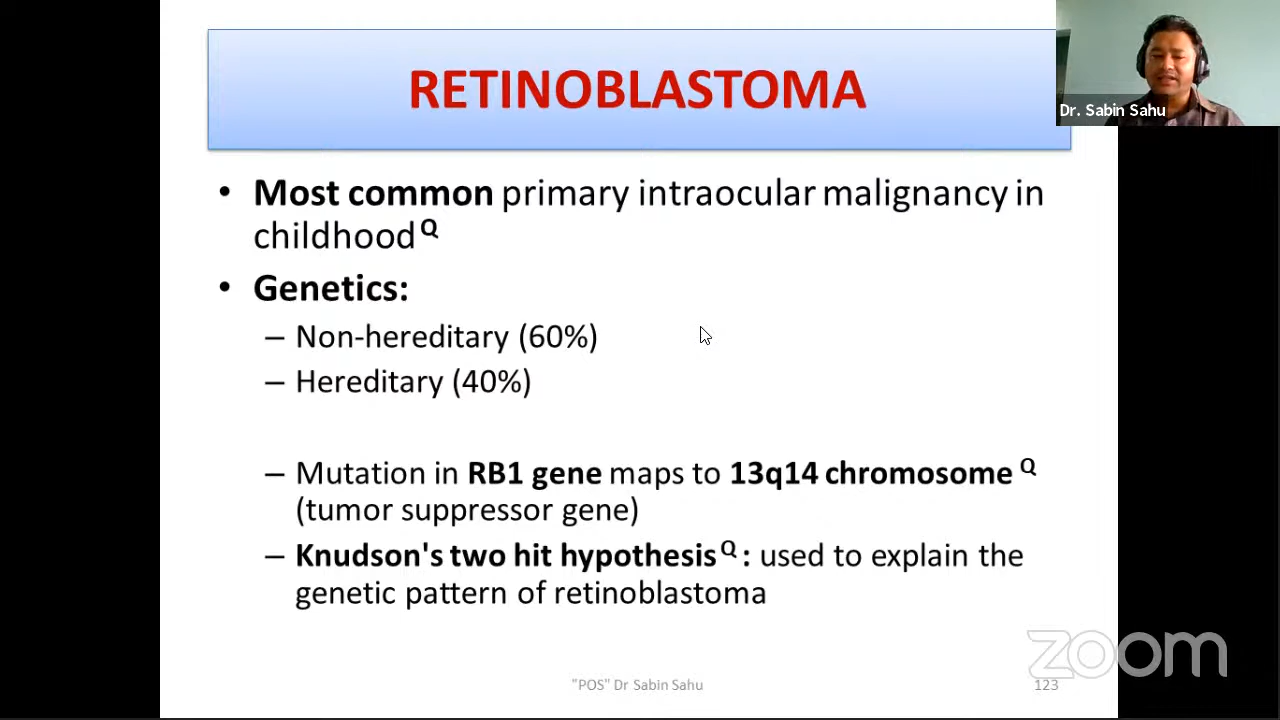 RETINOBLASTOMA
Dr. Sabin Sahu
• Most common primary intraocular malignancy in
childhoodQ
• Genetics:
– Non-hereditary (60%)
– Hereditary (40%)
– Mutation in RB1 gene maps to 13q14 chromosome Q
(tumor suppressor gene)
– Knudson's two hit hypothesisQ : used to explain the
genetic pattern of retinoblastoma
zoom
"POS" Dr Sabin Sahu
123